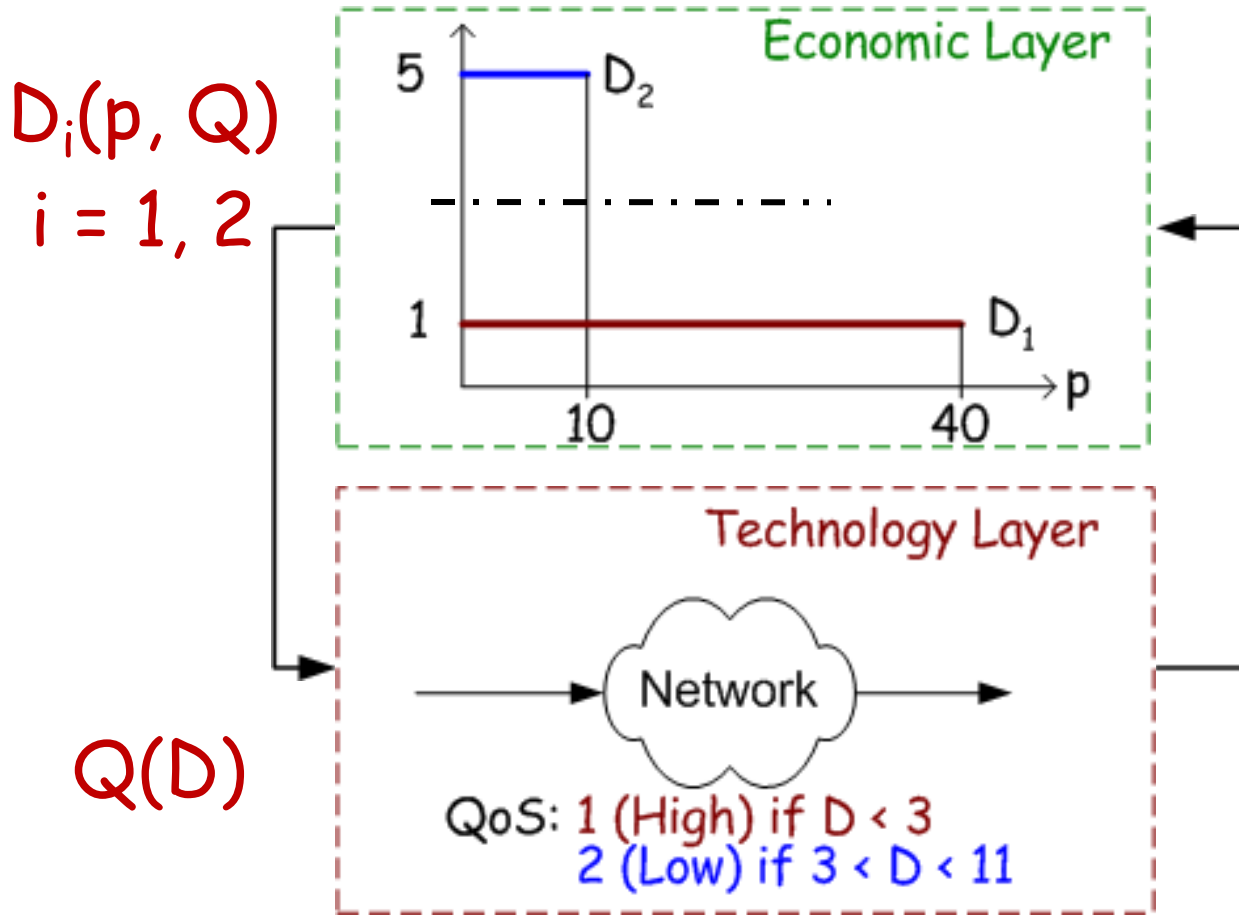 Economic Layer
5
D₂
Dᵢ(p, Q)
i = 1, 2
1
D₁
p
10
40
Technology Layer
Network
Q(D)
QoS: 1 (High) if D < 3
2 (Low) if 3 < D < 11